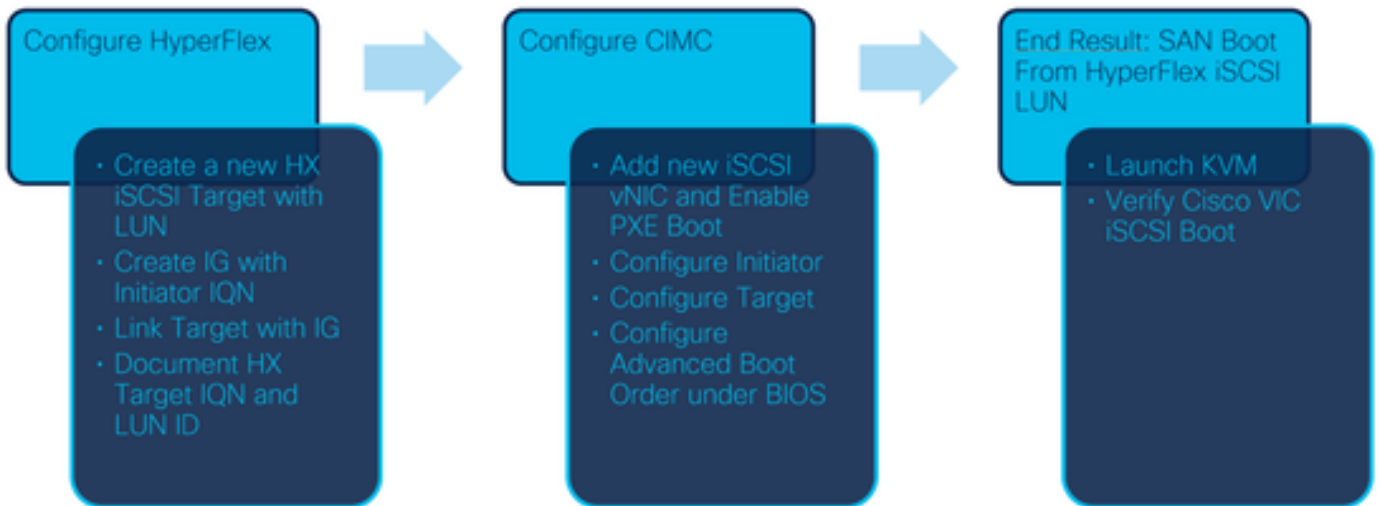 Configure HyperFlex
• Create a new HX
iSCSI Target with
LUN
• Create IG with
Initiator IQN
• Link Target with IG
• Document HX
Target IQN and
LUN ID
Configure CIMC
• Add new iSCSI
vNIC and Enable
PXE Boot
• Configure Initiator
• Configure Target
• Configure
Advanced Boot
Order under BIOS
End Result: SAN Boot
From HyperFlex iSCSI
LUN
• Launch KVM
• Verify Cisco VIC
iSCSI Boot